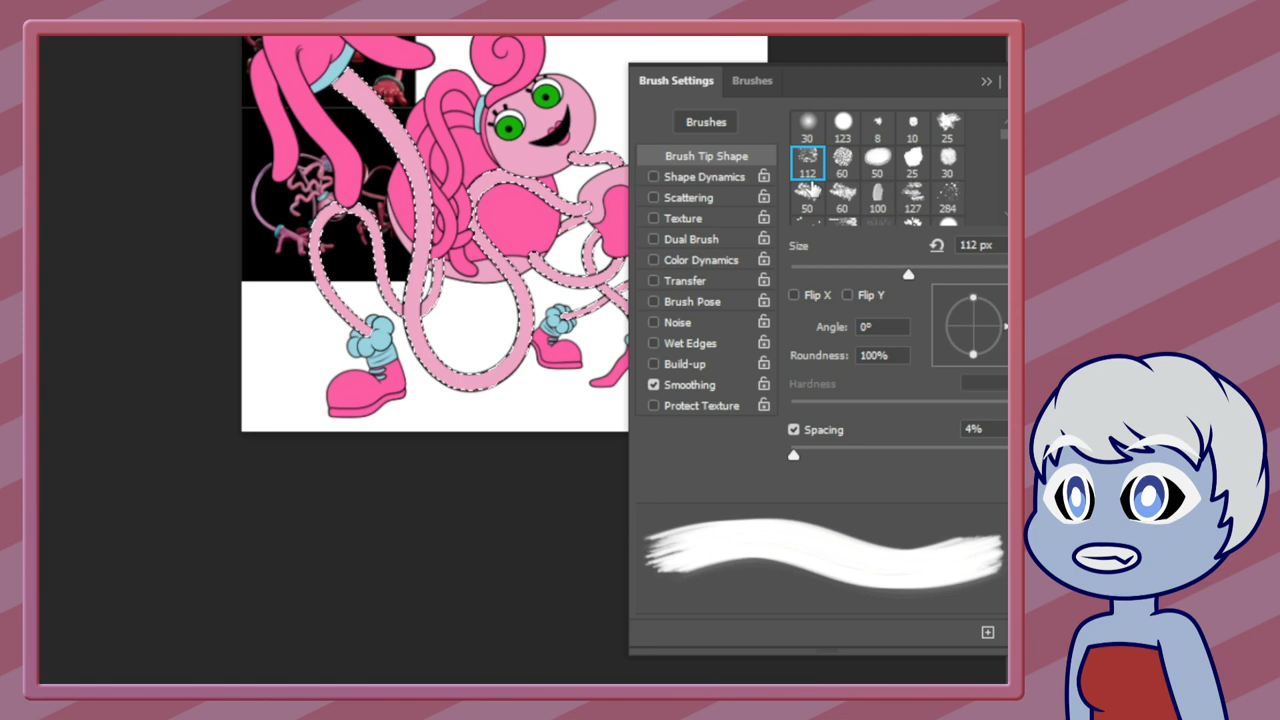 Brush Settings Brushes
Brushes
30 123 8 10 25
Brush Tip Shape
112 60 50 25 30
Shape Dynamics
Scattering
50 60 100 127 284
Texture
Dual Brush
Size 112 px
Color Dynamics
Transfer
Flip X Flip Y
Brush Pose
Noise
Angle: 0º
Wet Edges
Roundness: 100%
Build-up
Smoothing
Hardness
Protect Texture
Spacing 4%